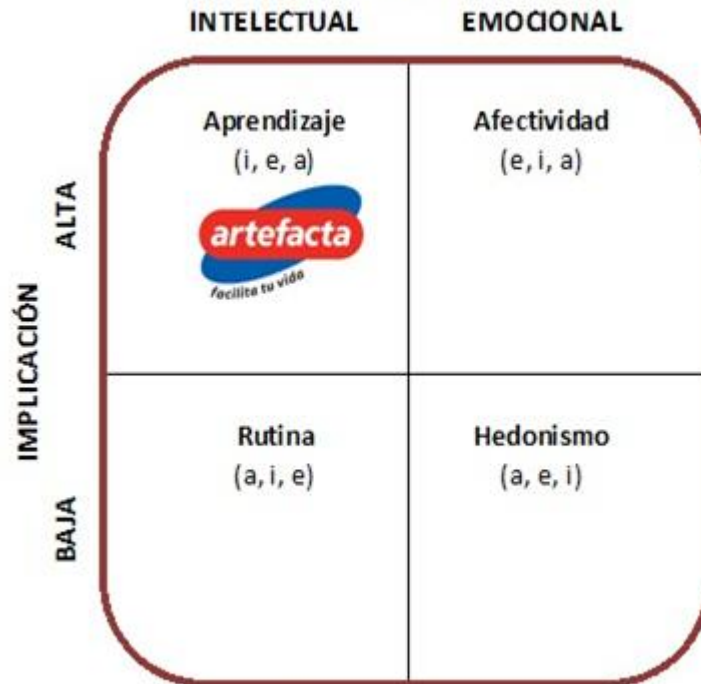 INTELECTUAL EMOCIONAL
IMPLICACIÓN
ALTA
BAJA
Aprendizaje
(i, e, a)
artefacta
facilita tu vida
Afectividad
(e, i, a)
Rutina
(a, i, e)
Hedonismo
(a, e, i)